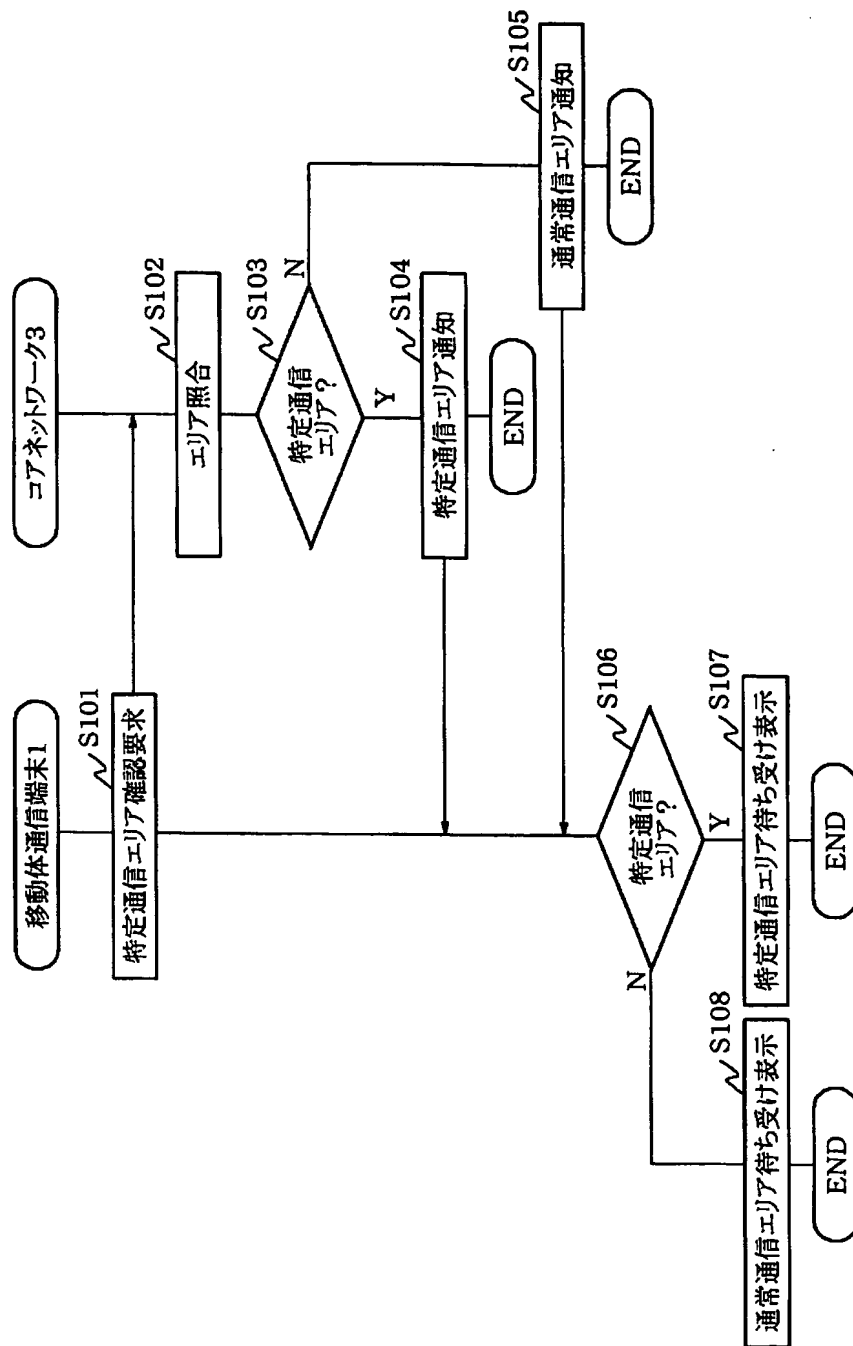 移動体通信端末1
コアネットワーク3
S101
特定通信エリア確認要求
S102
エリア照合
S103
特定通信
エリア?
N
Y
S104
特定通信エリア通知
END
S105
通常通信エリア通知
END
S106
特定通信
エリア?
N
Y
S107
特定通信エリア待ち受け表示
END
S108
通常通信エリア待ち受け表示
END